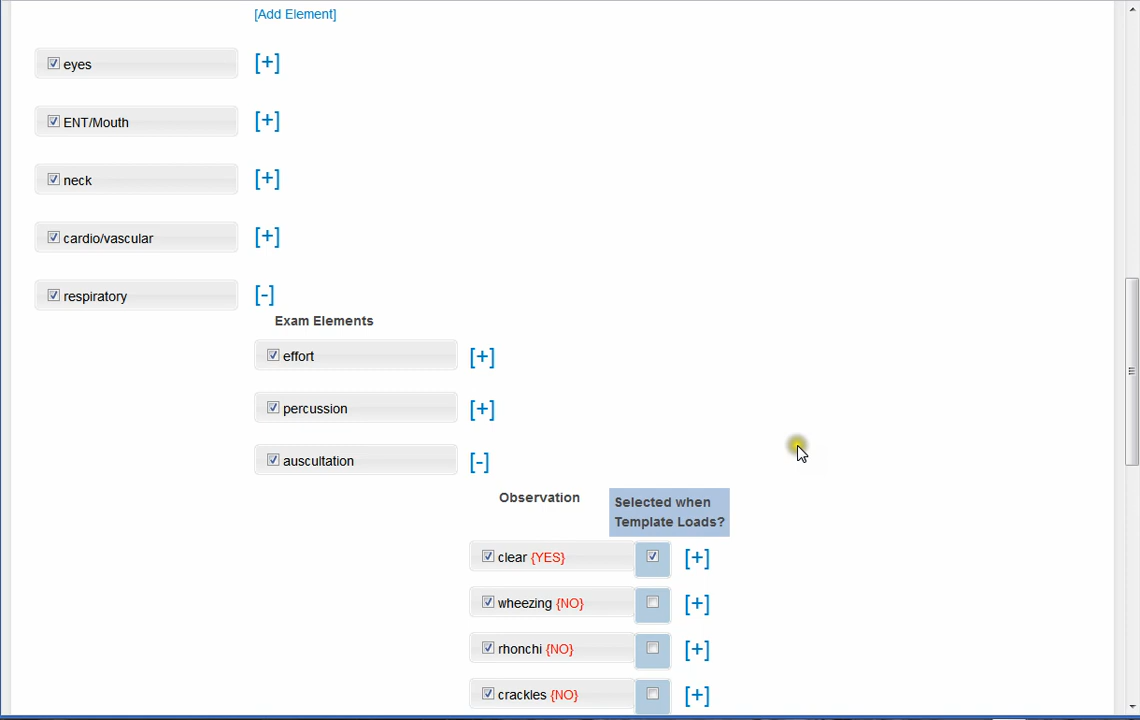 [Add Element]
eyes [+]
ENT/Mouth [+]
neck [+]
cardio/vascular [+]
respiratory [-]
Exam Elements
effort [+]
percussion [+]
auscultation [-]
Observation
Selected when
Template Loads?
clear {YES} [+]
wheezing {NO} [+]
rhonchi {NO} [+]
crackles {NO} [+]